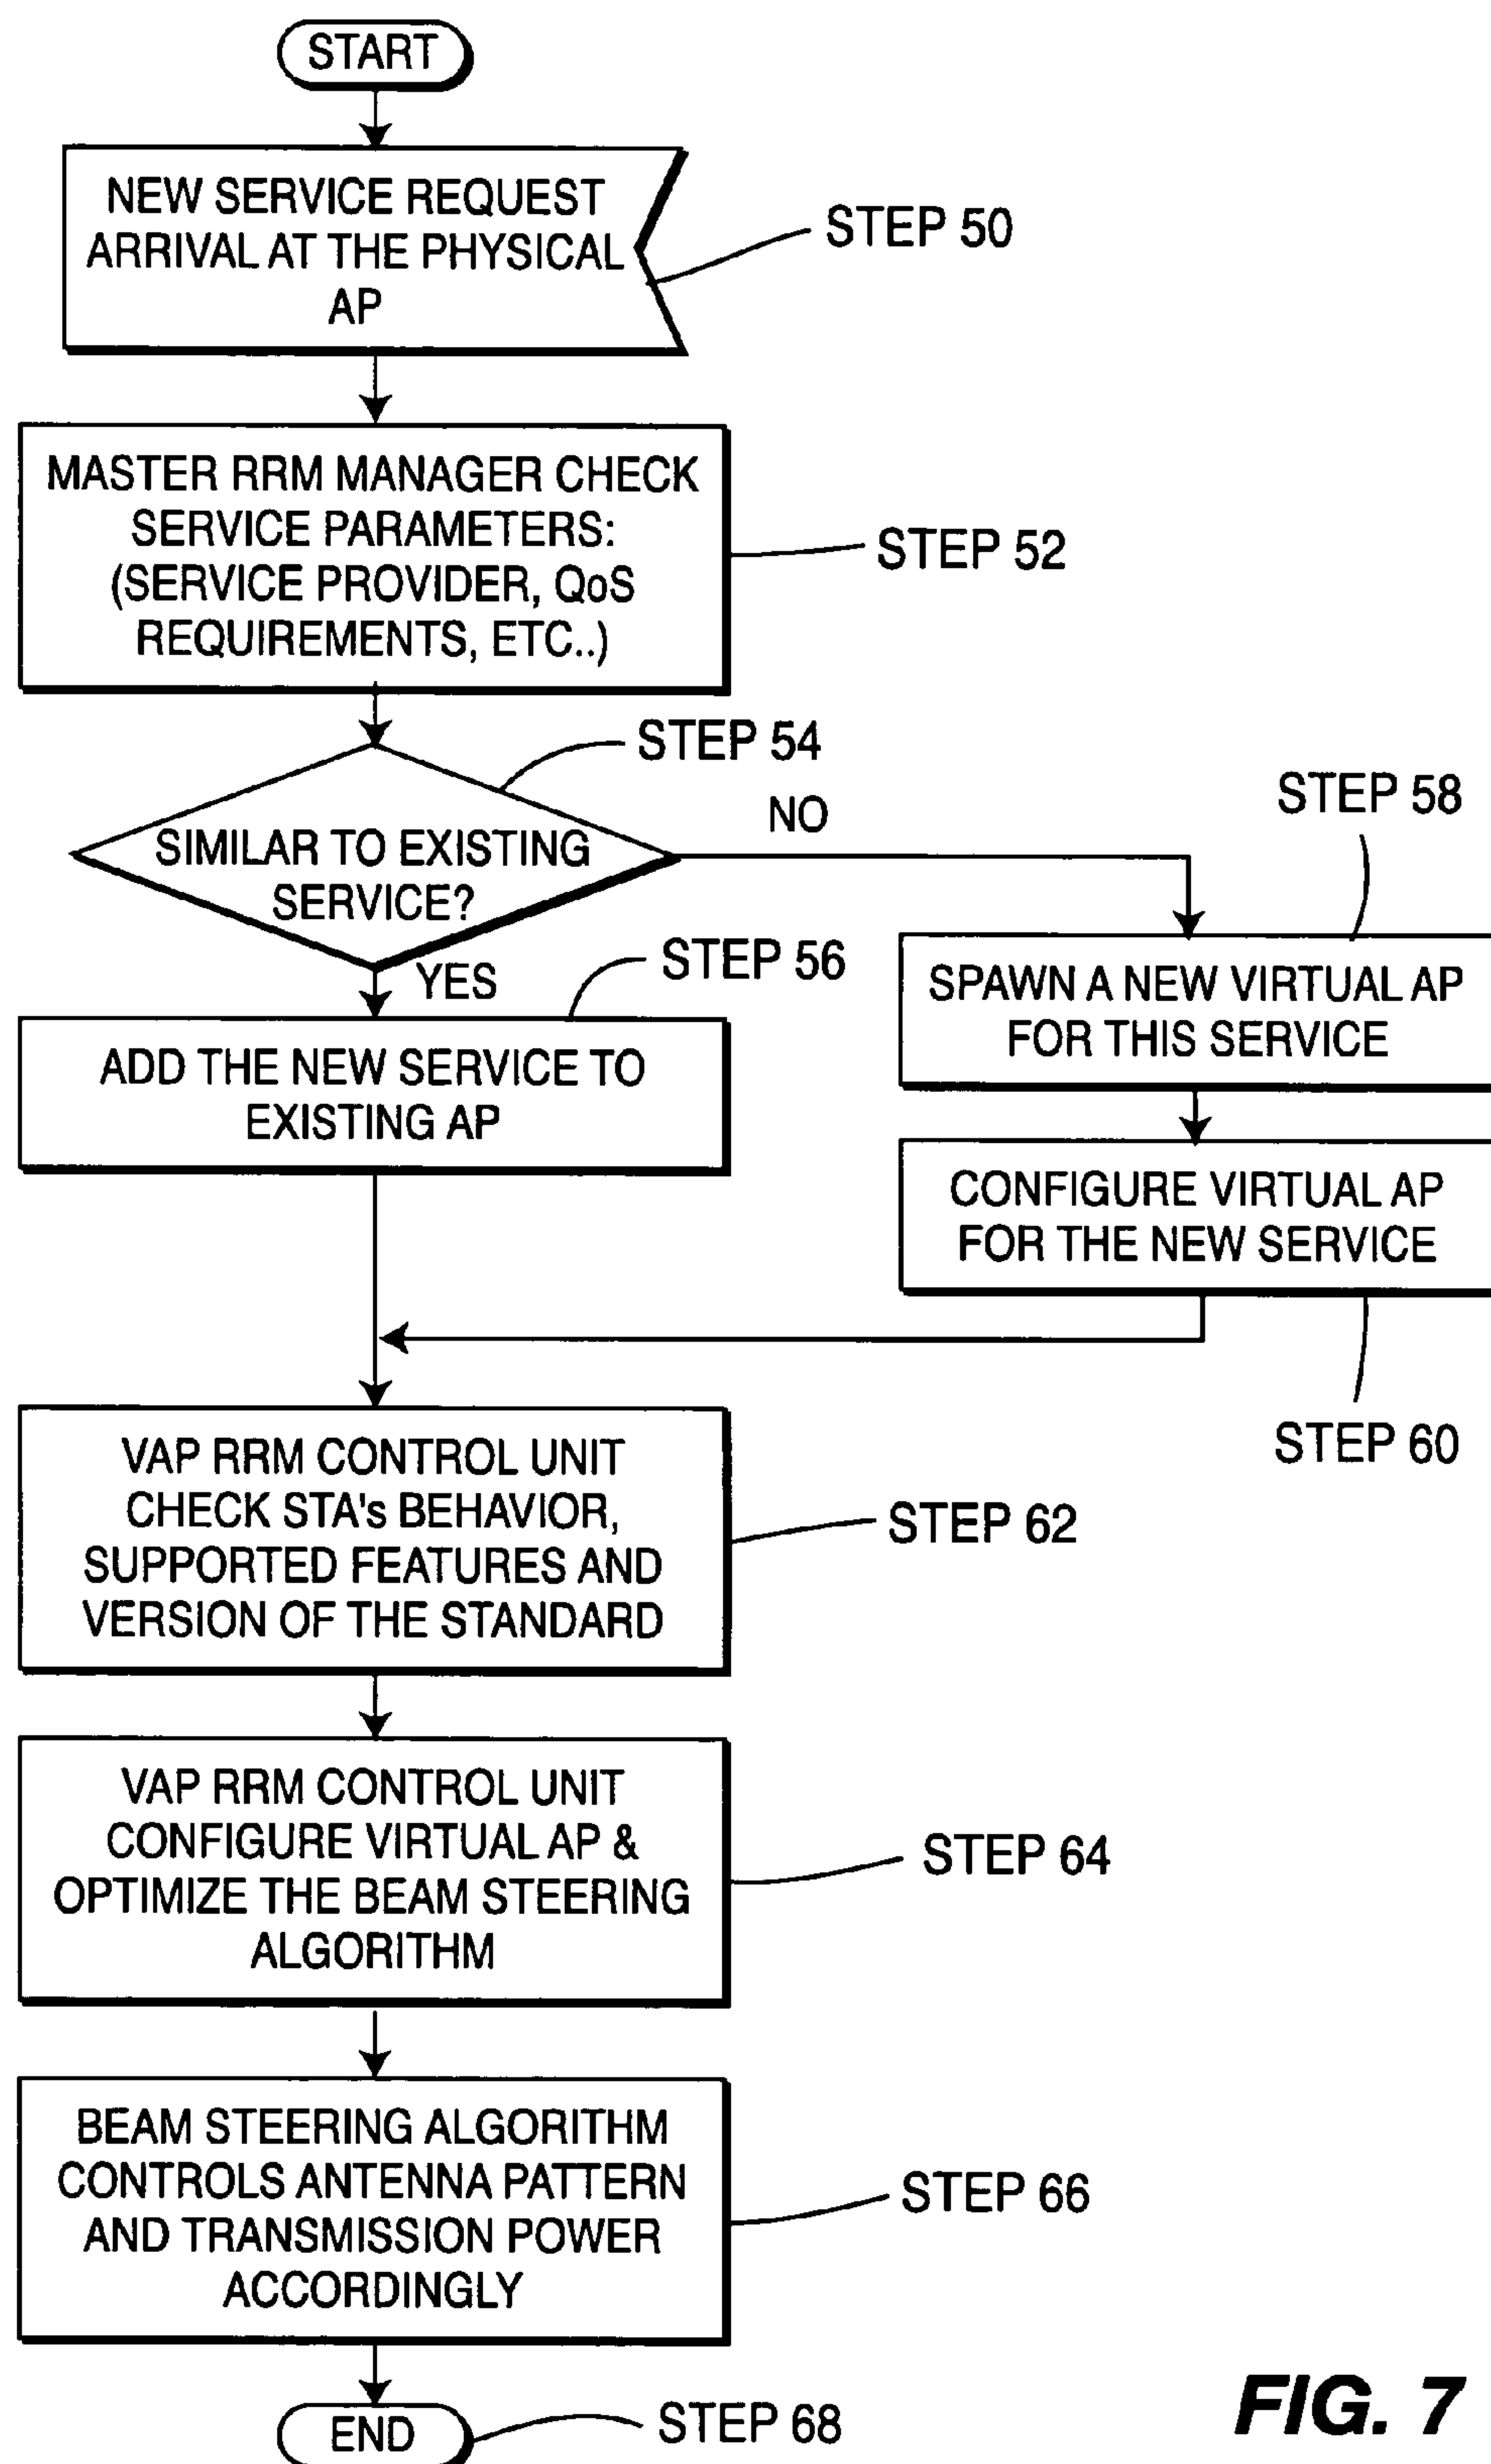 START
NEW SERVICE REQUEST
ARRIVAL AT THE PHYSICAL
AP
STEP 50
MASTER RRM MANAGER CHECK
SERVICE PARAMETERS:
(SERVICE PROVIDER, QoS
REQUIREMENTS, ETC..)
STEP 52
STEP 54
SIMILAR TO EXISTING
SERVICE?
NO
YES
STEP 56
ADD THE NEW SERVICE TO
EXISTING AP
STEP 58
SPAWN A NEW VIRTUAL AP
FOR THIS SERVICE
CONFIGURE VIRTUAL AP
FOR THE NEW SERVICE
STEP 60
VAP RRM CONTROL UNIT
CHECK STA's BEHAVIOR,
SUPPORTED FEATURES AND
VERSION OF THE STANDARD
STEP 62
VAP RRM CONTROL UNIT
CONFIGURE VIRTUAL AP &
OPTIMIZE THE BEAM STEERING
ALGORITHM
STEP 64
BEAM STEERING ALGORITHM
CONTROLS ANTENNA PATTERN
AND TRANSMISSION POWER
ACCORDINGLY
STEP 66
END
STEP 68
FIG. 7